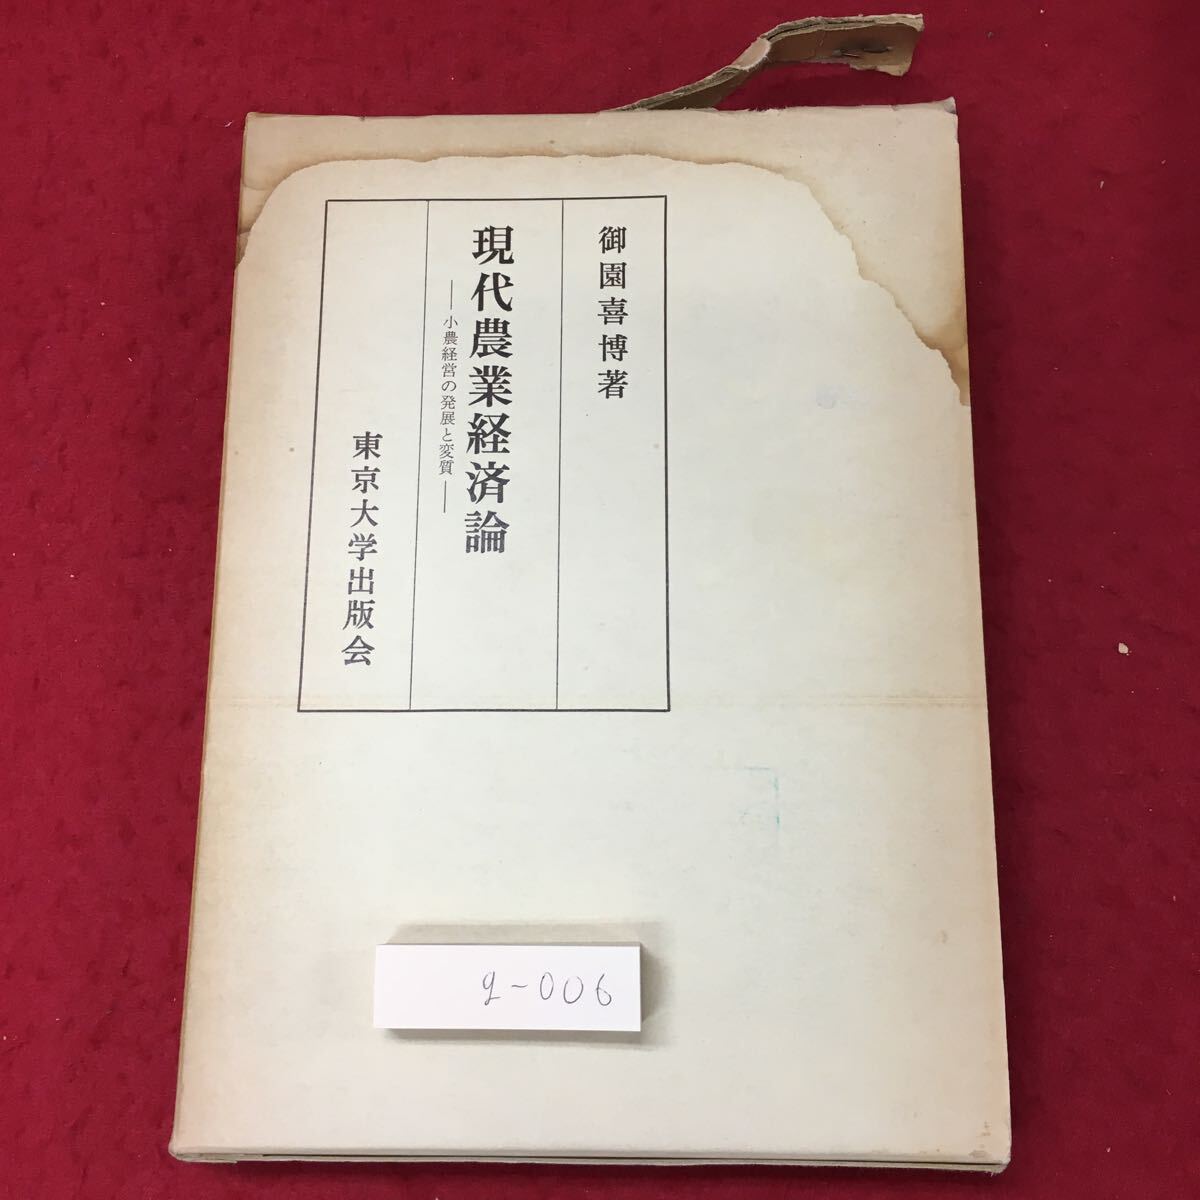 御園喜博著
現代農業経済論
――小農経営の発展と変質――
東京大学出版会
g-006